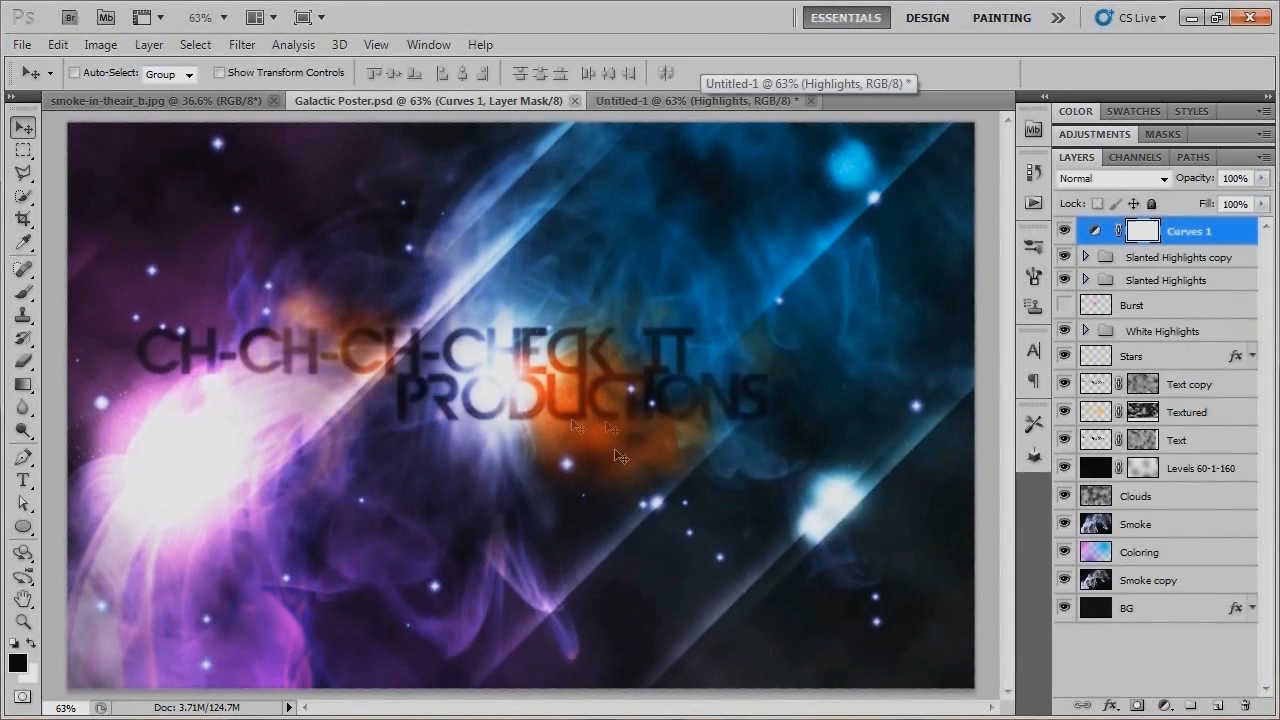 Ps Br Mb 63% ESSENTIALS DESIGN PAINTING CS Live
File Edit Image Layer Select Filter Analysis 3D View Window Help
Auto-Select: Group Show Transform Controls
Untitled-1 @ 63% (Highlights, RGB/8) *
smoke-in-theair_b.jpg @ 36.6% (RGB/8*) Galactic Poster.psd @ 63% (Curves 1, Layer Mask/8) Untitled-1 @ 63% (Highlights, RGB/8) *
CH-CH-CH-CHECK IT
PRODUCTIONS
COLOR SWATCHES STYLES
Mb
ADJUSTMENTS MASKS
LAYERS CHANNELS PATHS
Normal Opacity: 100%
Lock: Fill: 100%
Curves 1
Slanted Highlights copy
Slanted Highlights
Burst
White Highlights
Stars fx
Text copy
Textured
Text
Levels 60-1-160
Clouds
Smoke
Coloring
Smoke copy
BG fx
63% Doc: 3.71M/124.7M
fx